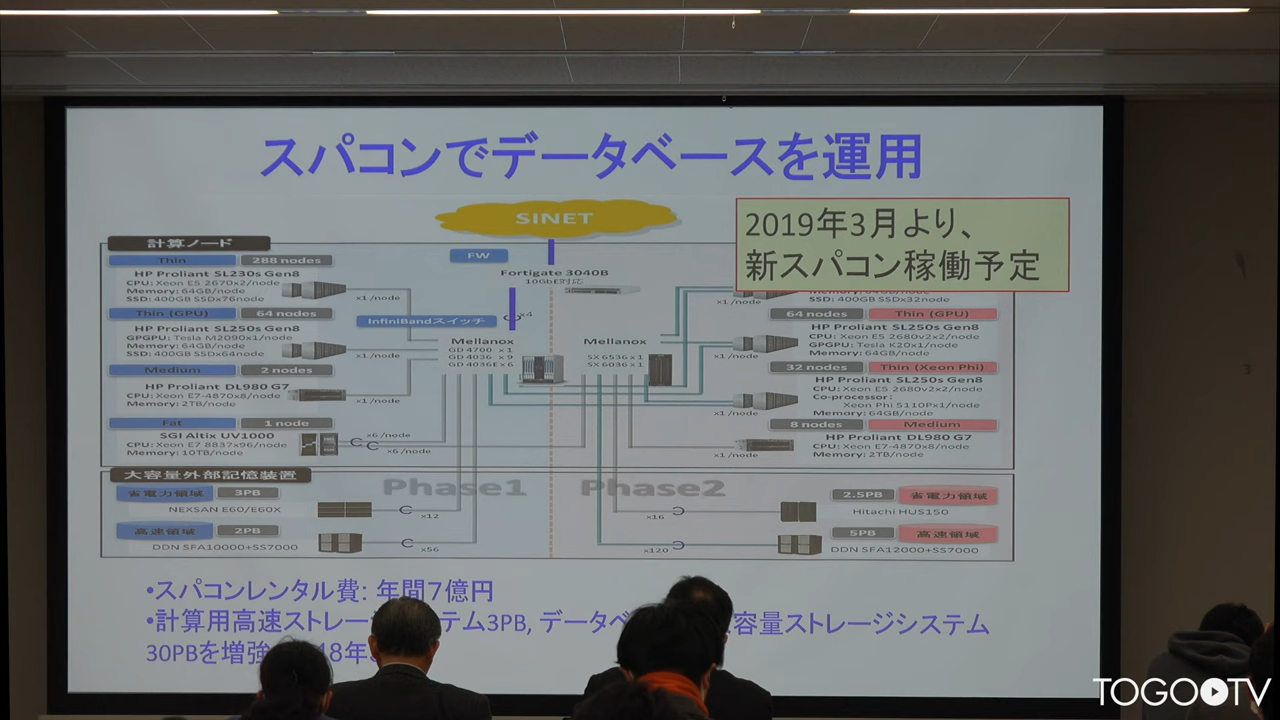 スパコンでデータベースを運用
SINET
2019年3月より、
新スパコン稼働予定
計算ノード
Thin 288 nodes
HP Proliant SL230s Gen8
CPU: Xeon E5 2670x2/node
Memory: 64GB/node
SSD: 400GB SSDx76node
x1/node
Thin (GPU) 64 nodes
HP Proliant SL250s Gen8
GPGPU: Tesla M2090x1/node
Memory: 64GB/node
SSD: 400GB SSDx64node
x1/node
Medium 2 nodes
HP Proliant DL980 G7
CPU: Xeon E7-4870x8/node
Memory: 2TB/node
x1/node
Fat 1 node
SGI Altix UV1000
CPU: Xeon E7 8837x96/node
Memory: 10TB/node
x6/node
x6/node
FW
Fortigate 3040B
10GbE対応
InfiniBandスイッチ
x4
Mellanox
GD 4700 x 1
GD 4036 x 9
GD 4036E x 6
Mellanox
SX 6536 x 1
SX 6036 x 1
SSD: 400GB SSDx32node
x1/node
64 nodes Thin (GPU)
HP Proliant SL250s Gen8
CPU: Xeon E5 2680v2x2/node
GPGPU: Tesla K20x1/node
Memory: 64GB/node
x1/node
32 nodes Thin (Xeon Phi)
HP Proliant SL250s Gen8
CPU: Xeon E5 2680v2x2/node
Co-processor:
Xeon Phi 5110Px1/node
Memory: 64GB/node
x1/node
8 nodes Medium
HP Proliant DL980 G7
CPU: Xeon E7-4870x8/node
Memory: 2TB/node
x1/node
大容量外部記憶装置
Phase1 Phase2
省電力領域 3PB
NEXSAN E60/E60X
x12
高速領域 2PB
DDN SFA10000+SS7000
x56
2.5PB 省電力領域
Hitachi HUS150
x16
5PB 高速領域
DDN SFA12000+SS7000
x120
•スパコンレンタル費: 年間7億円
•計算用高速ストレー テム3PB, データベ 容量ストレージシステム
30PBを増強 18年
TOGOTV